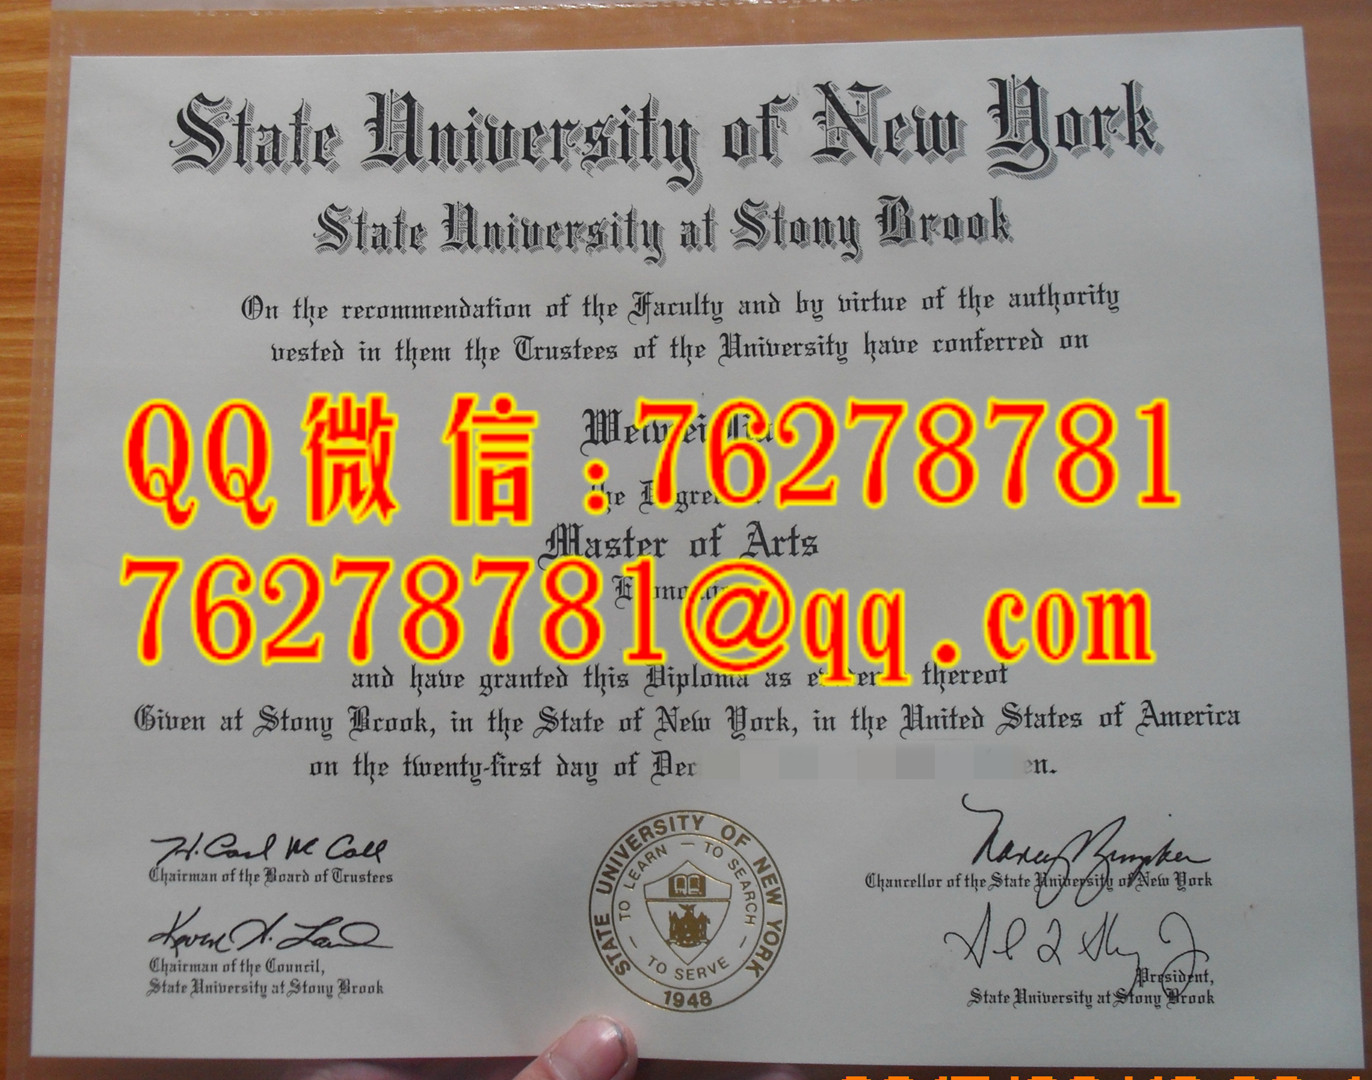 State University of New York
State University at Stony Brook
On the recommendation of the Faculty and by virtue of the authority
vested in them the Trustees of the University have conferred on
QQ微信:76278781
the Degree
Master of Arts
76278781@qq.com
and have granted this Diploma as thereof
Given at Stony Brook, in the State of New York, in the United States of America
on the twenty-first day of Dec en.
H. Carl McCall
Chairman of the Board of Trustees
Chancellor of the State University of New York
Chairman of the Council,
State University at Stony Brook
President,
State University at Stony Brook
STATE UNIVERSITY OF NEW YORK
TO LEARN — TO SEARCH — TO SERVE
1948